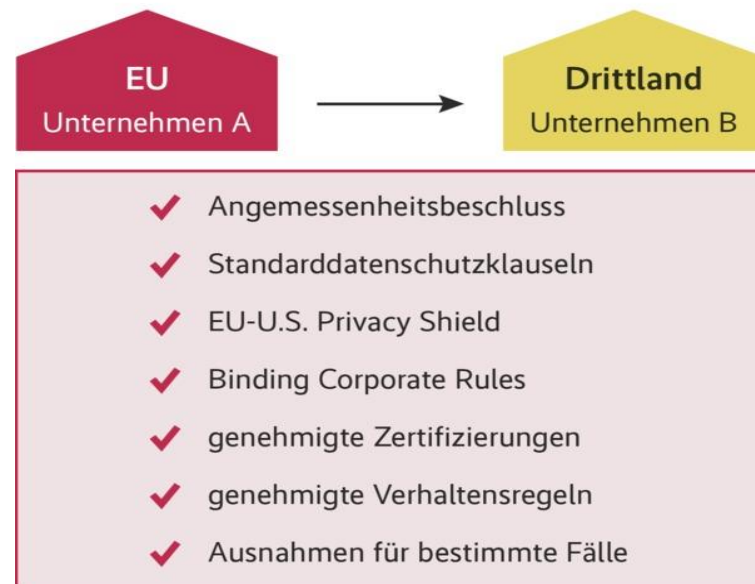 EU
Unternehmen A
Drittland
Unternehmen B
Angemessenheitsbeschluss
Standarddatenschutzklauseln
EU-U.S. Privacy Shield
Binding Corporate Rules
genehmigte Zertifizierungen
genehmigte Verhaltensregeln
Ausnahmen für bestimmte Fälle